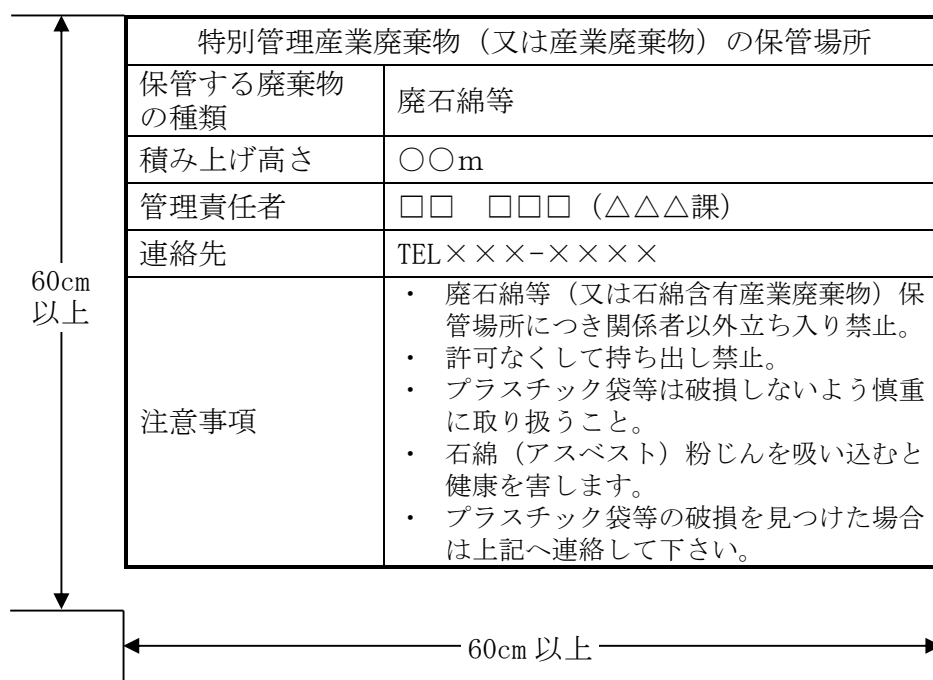 特別管理産業廃棄物（又は産業廃棄物）の保管場所
保管する廃棄物
の種類
廃石綿等
積み上げ高さ
○○ｍ
管理責任者
□□　□□□（△△△課）
連絡先
TEL×××-××××
注意事項
・　廃石綿等（又は石綿含有産業廃棄物）保
管場所につき関係者以外立ち入り禁止。
・　許可なくして持ち出し禁止。
・　プラスチック袋等は破損しないよう慎重
に取り扱うこと。
・　石綿（アスベスト）粉じんを吸い込むと
健康を害します。
・　プラスチック袋等の破損を見つけた場合
は上記へ連絡して下さい。
60cm
以上
60cm 以上